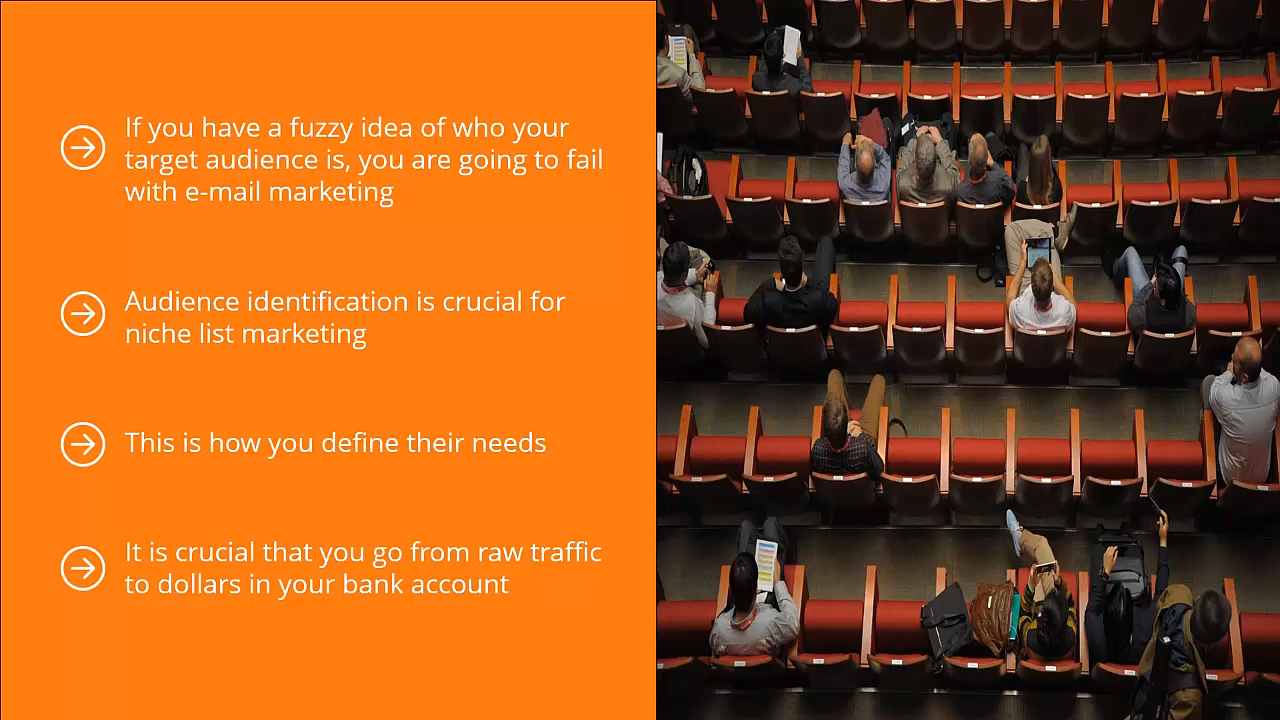 If you have a fuzzy idea of who your
target audience is, you are going to fail
with e-mail marketing
Audience identification is crucial for
niche list marketing
This is how you define their needs
It is crucial that you go from raw traffic
to dollars in your bank account